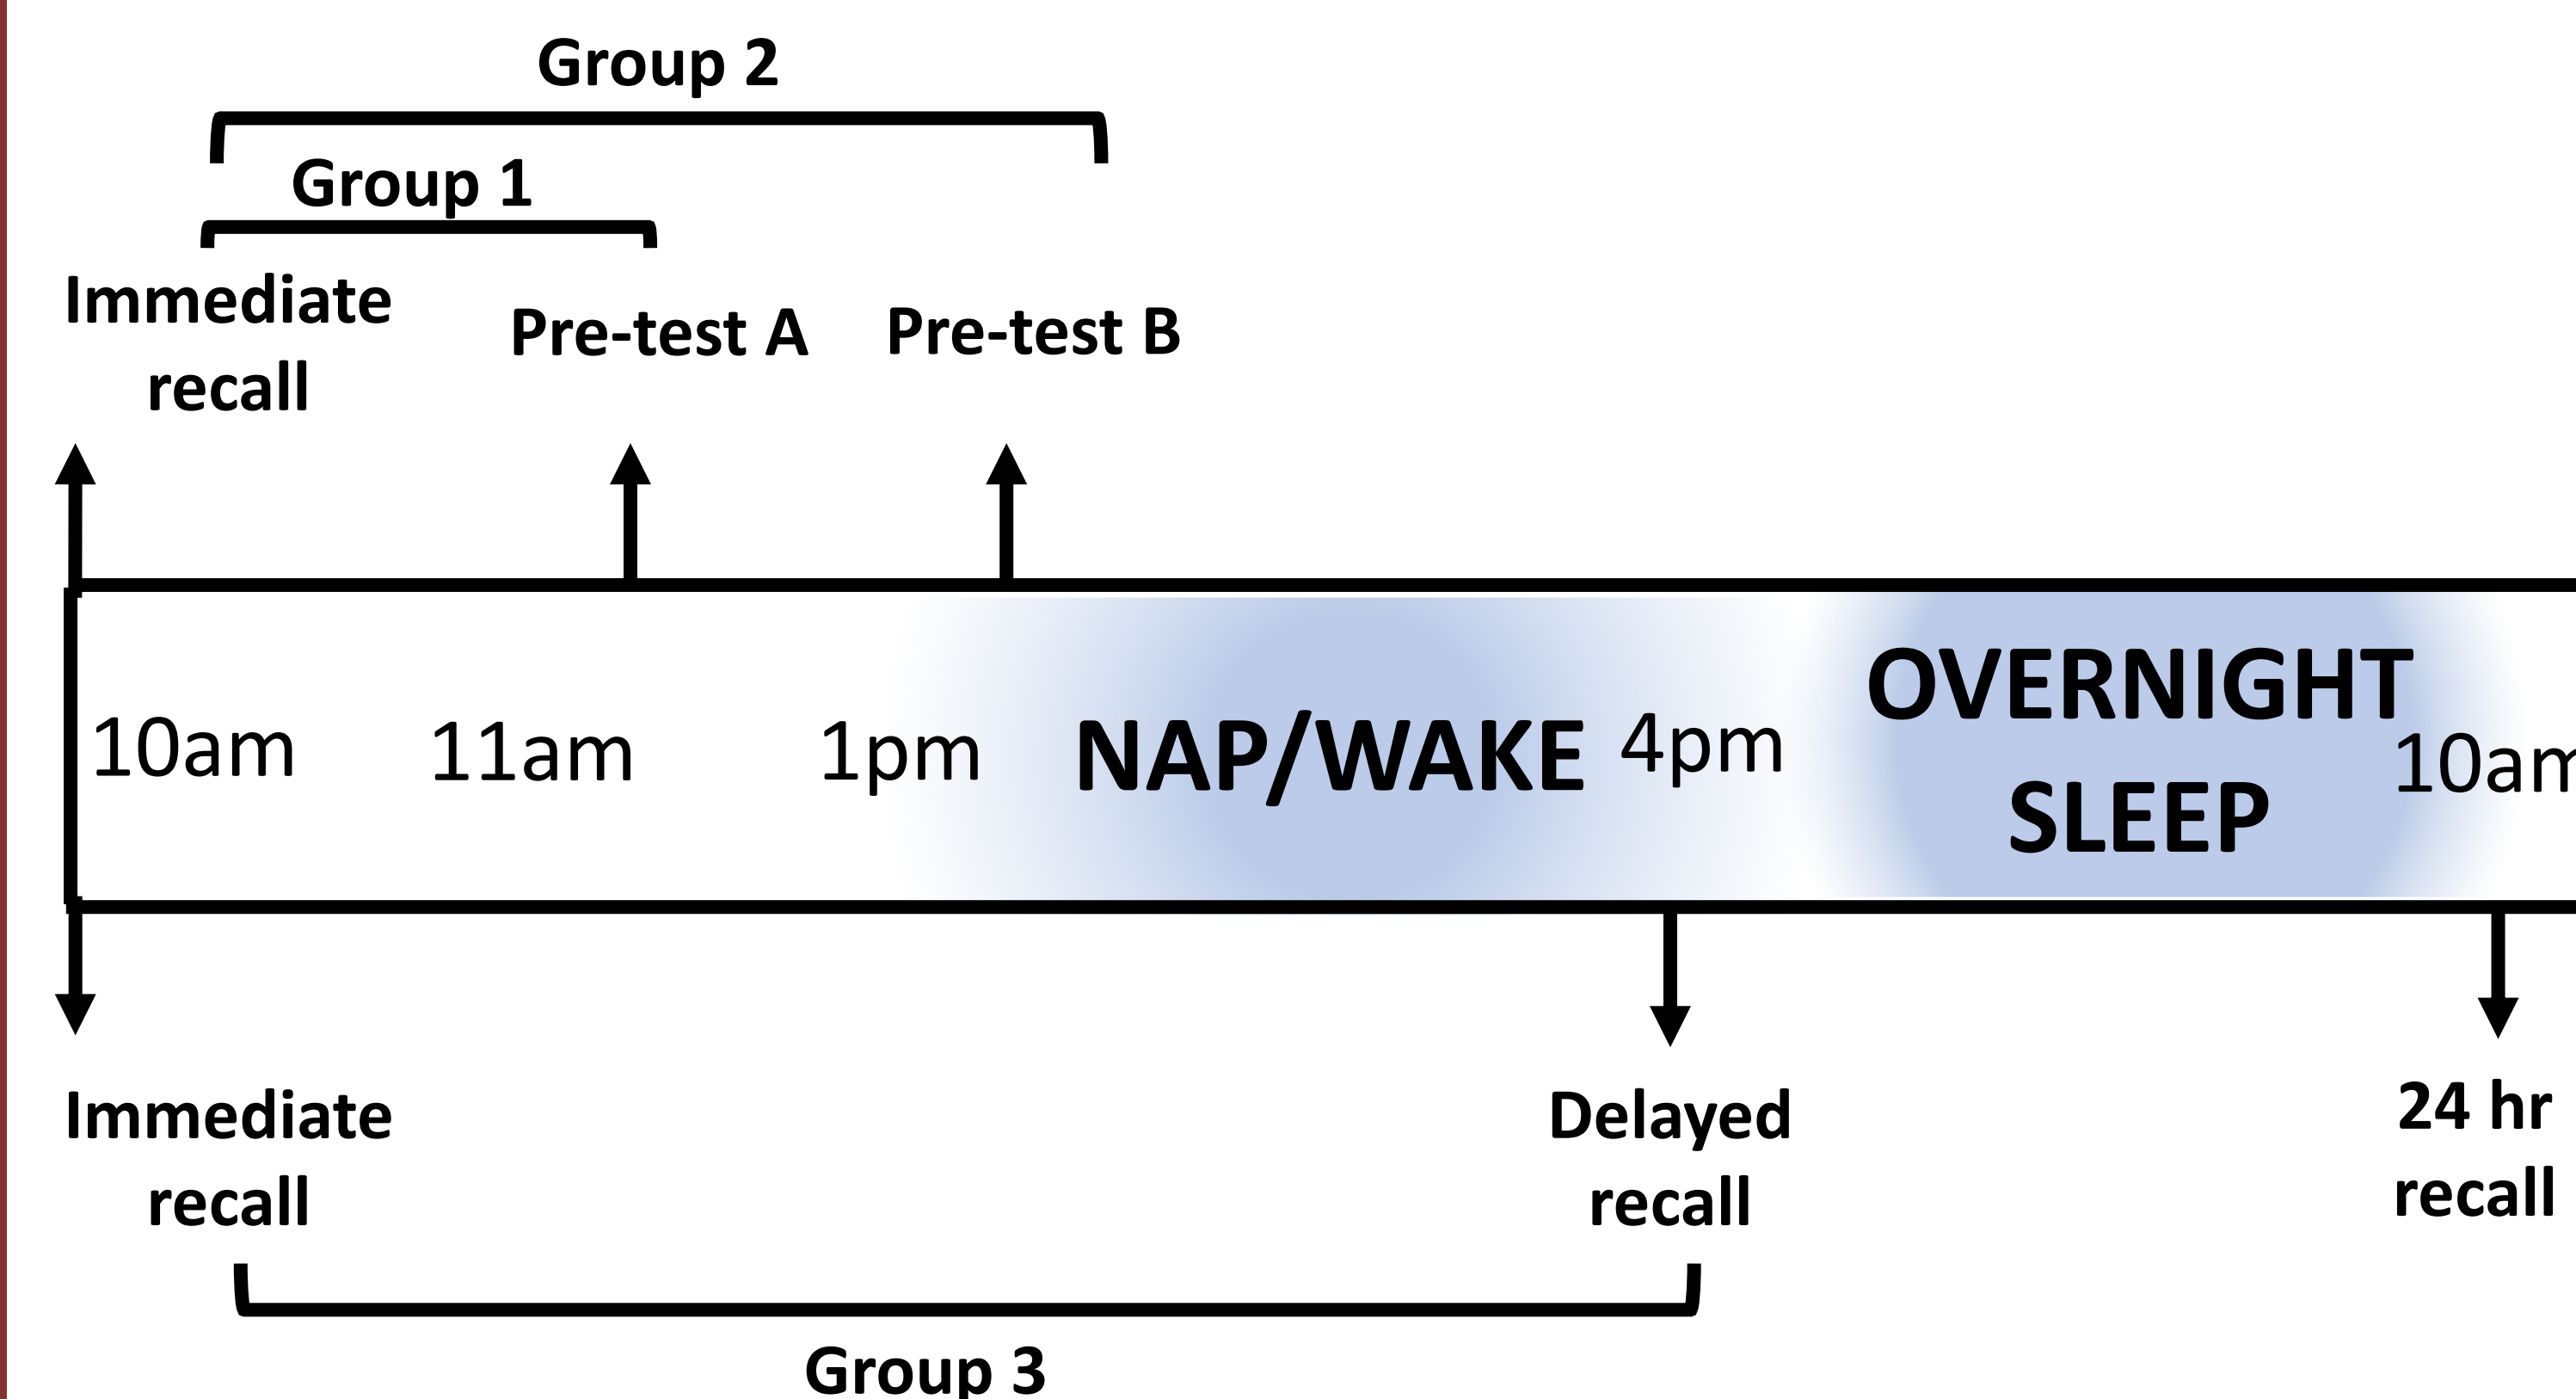 Group 2
Group 1
Immediate
recall
Pre-test A
Pre-test B
10am
11am
1pm
NAP/WAKE
4pm
OVERNIGHT
SLEEP
10am
Immediate
recall
Delayed
recall
24 hr
recall
Group 3